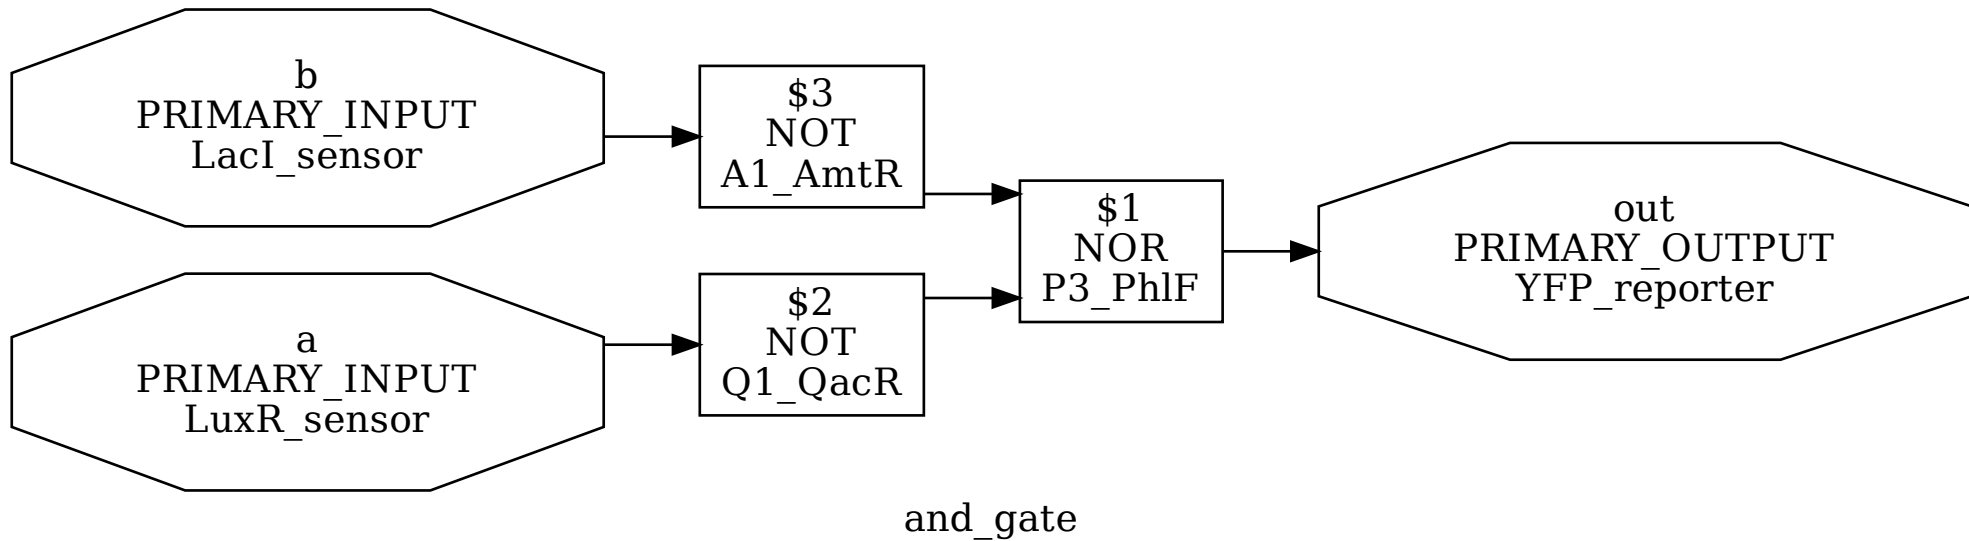 b
PRIMARY_INPUT
LacI_sensor
$3
NOT
A1_AmtR
a
PRIMARY_INPUT
LuxR_sensor
$2
NOT
Q1_QacR
$1
NOR
P3_PhlF
out
PRIMARY_OUTPUT
YFP_reporter
and_gate